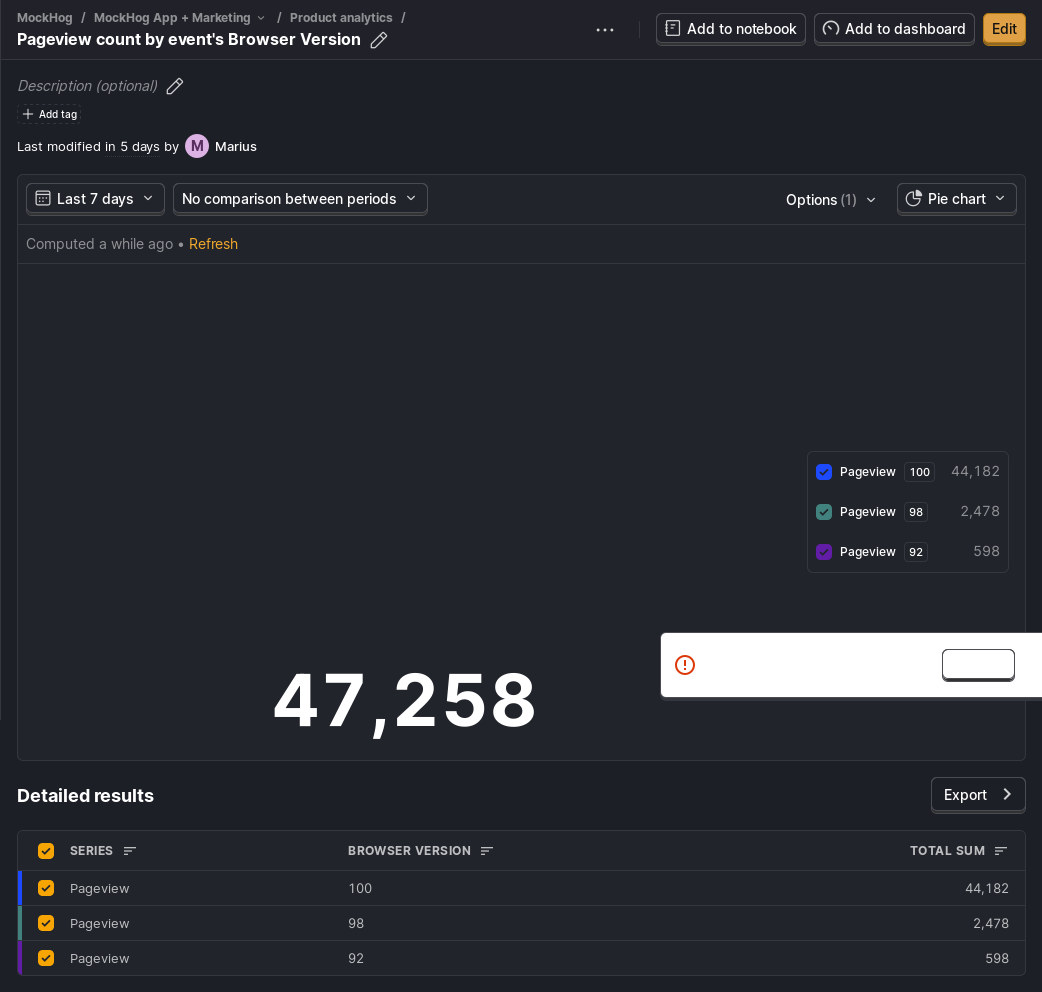 MockHog / MockHog App + Marketing / Product analytics /
Pageview count by event's Browser Version
Add to notebook
Add to dashboard
Edit
Description (optional)
Add tag
Last modified in 5 days by M Marius
Last 7 days
No comparison between periods
Options (1)
Pie chart
Computed a while ago • Refresh
Pageview 100 44,182
Pageview 98 2,478
Pageview 92 598
47,258
Detailed results
Export
SERIES BROWSER VERSION TOTAL SUM
Pageview 100 44,182
Pageview 98 2,478
Pageview 92 598